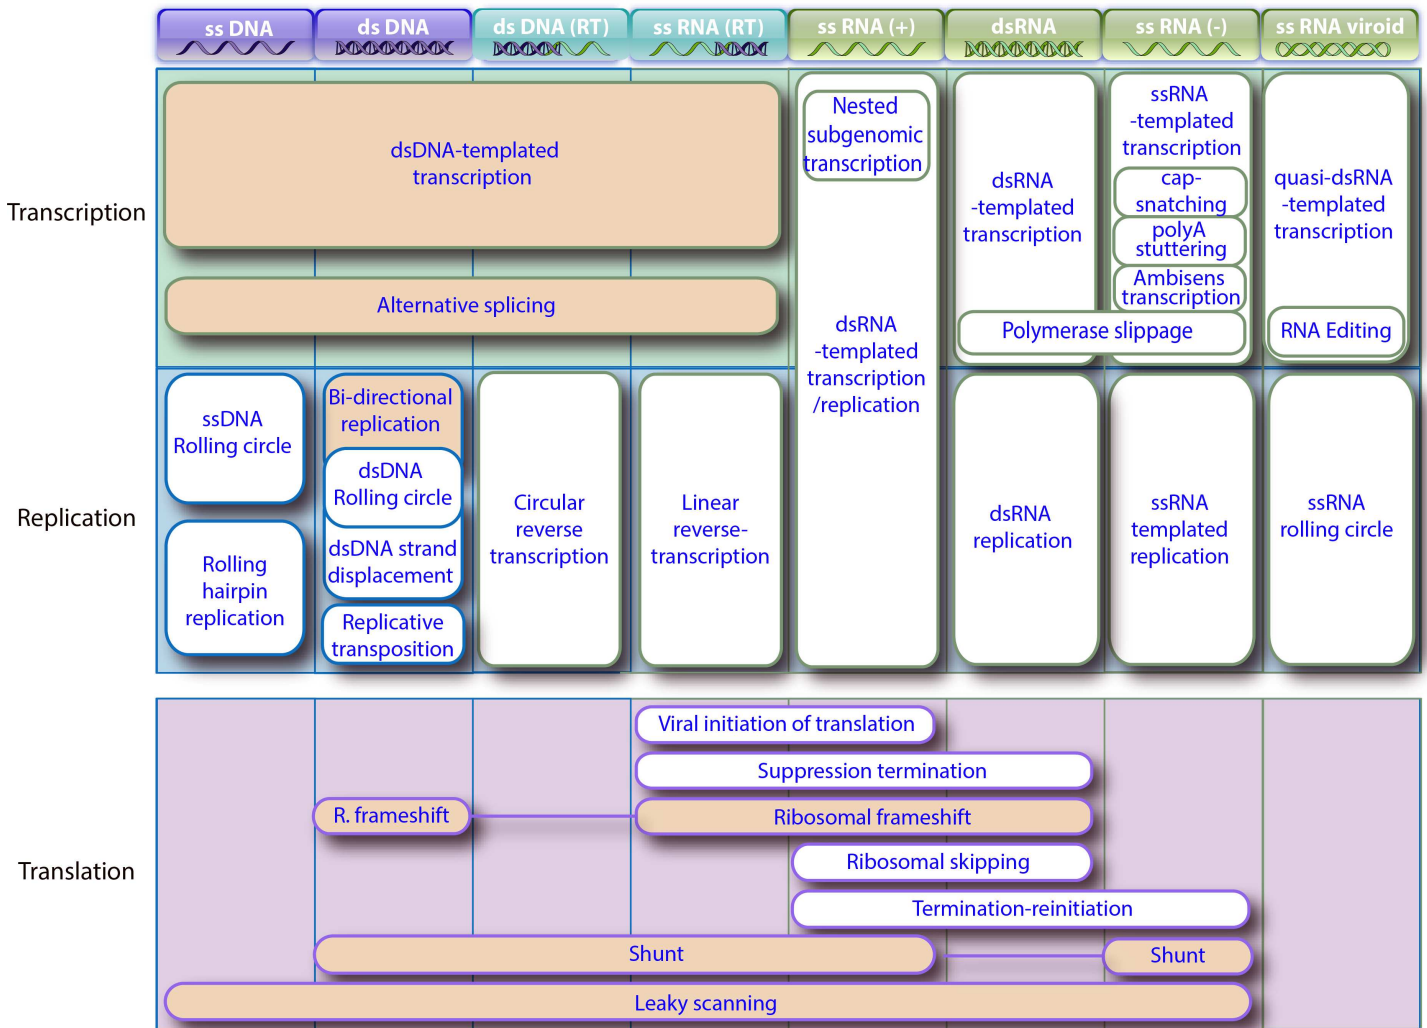 ss DNA
ds DNA
ds DNA (RT)
ss RNA (RT)
ss RNA (+)
dsRNA
ss RNA (-)
ss RNA viroid
Transcription
dsDNA-templated
transcription
Alternative splicing
Nested
subgenomic
transcription
dsRNA
-templated
transcription
/replication
dsRNA
-templated
transcription
ssRNA
-templated
transcription
cap-
snatching
polyA
stuttering
Ambisens
transcription
Polymerase slippage
quasi-dsRNA
-templated
transcription
RNA Editing
Replication
ssDNA
Rolling circle
Rolling
hairpin
replication
Bi-directional
replication
dsDNA
Rolling circle
dsDNA strand
displacement
Replicative
transposition
Circular
reverse
transcription
Linear
reverse-
transcription
dsRNA
replication
ssRNA
templated
replication
ssRNA
rolling circle
Translation
Viral initiation of translation
Suppression termination
R. frameshift
Ribosomal frameshift
Ribosomal skipping
Termination-reinitiation
Shunt
Shunt
Leaky scanning